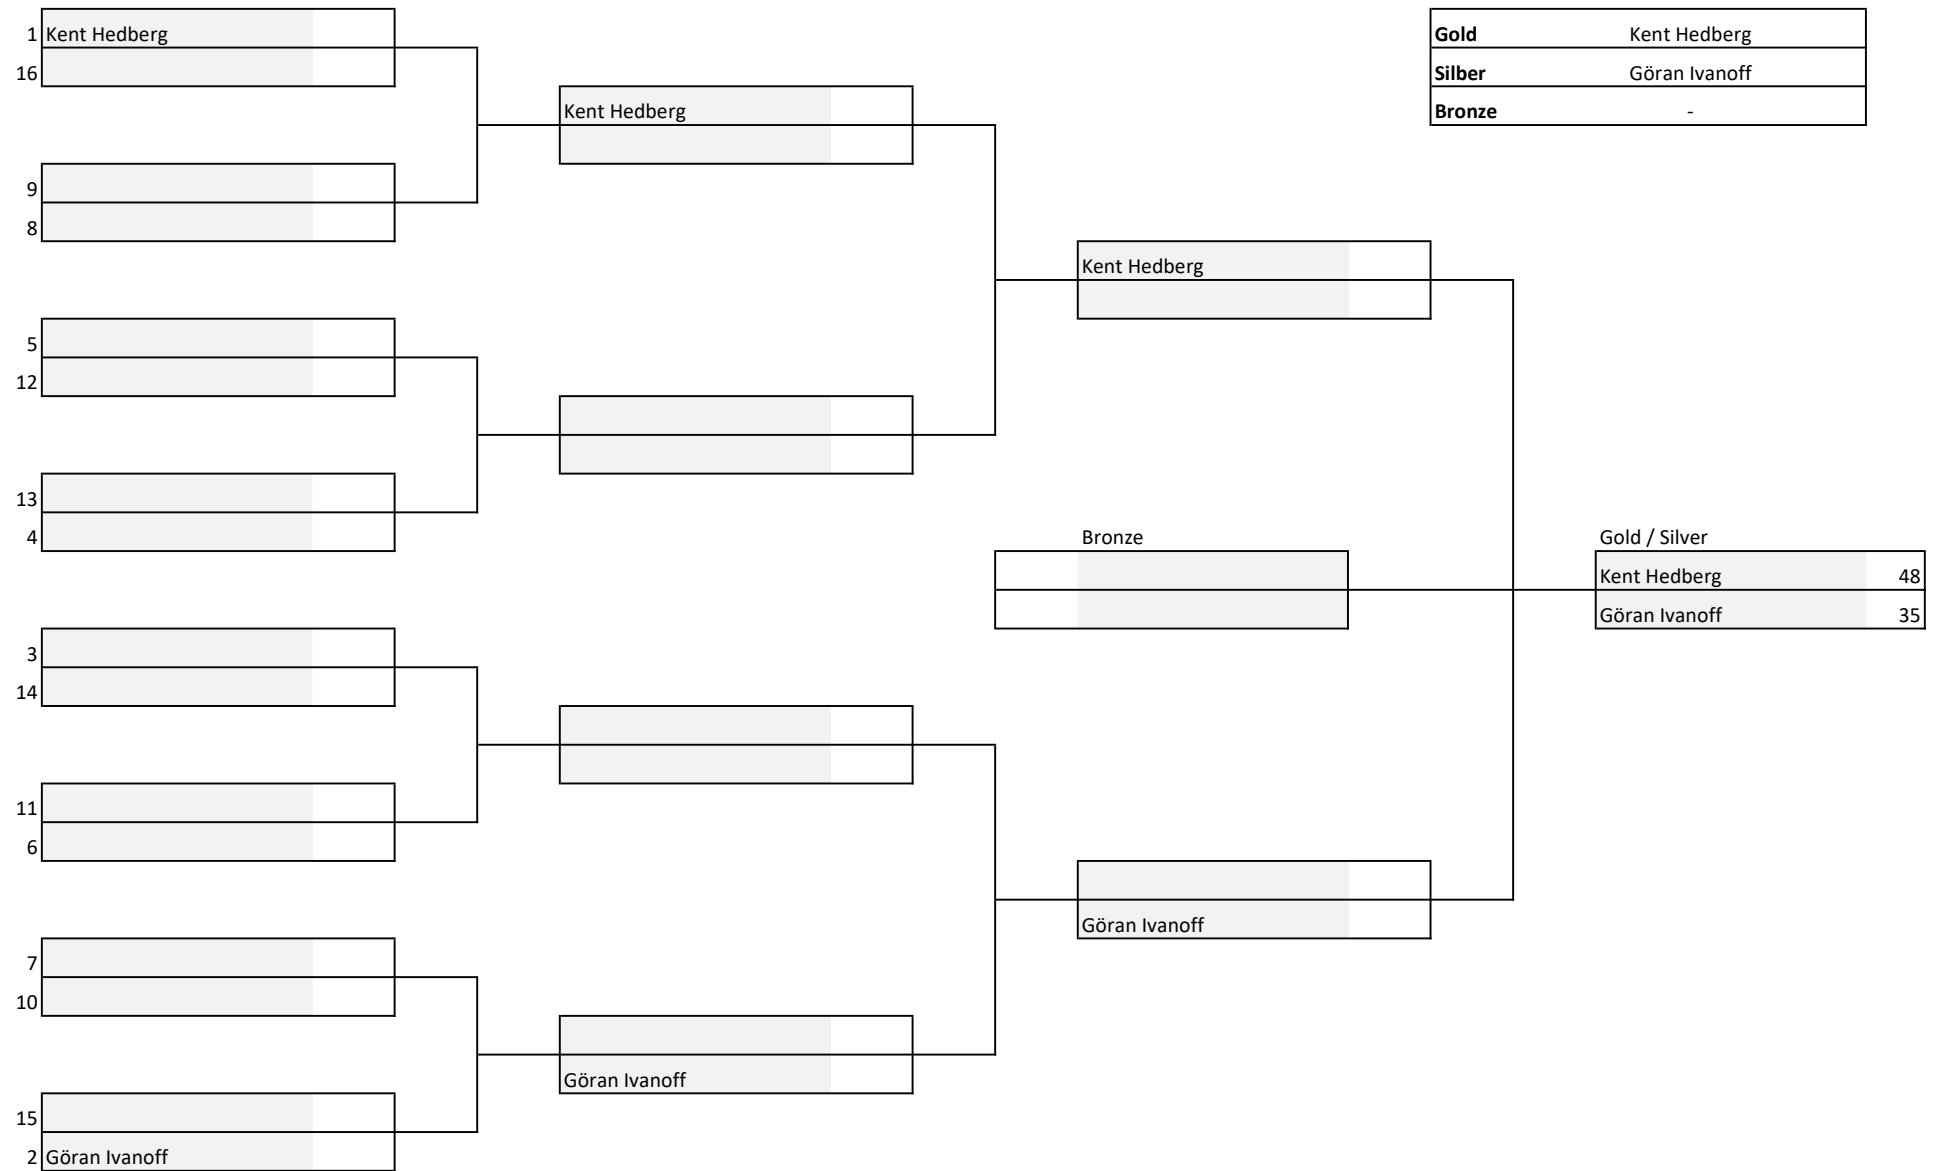 1 Kent Hedberg
Gold Kent Hedberg
16
Silber Göran Ivanoff
Kent Hedberg
Bronze -
9
8
Kent Hedberg
5
12
13
4
Bronze
Gold / Silver
Kent Hedberg 48
Göran Ivanoff 35
3
14
11
6
Göran Ivanoff
7
10
Göran Ivanoff
15
2 Göran Ivanoff